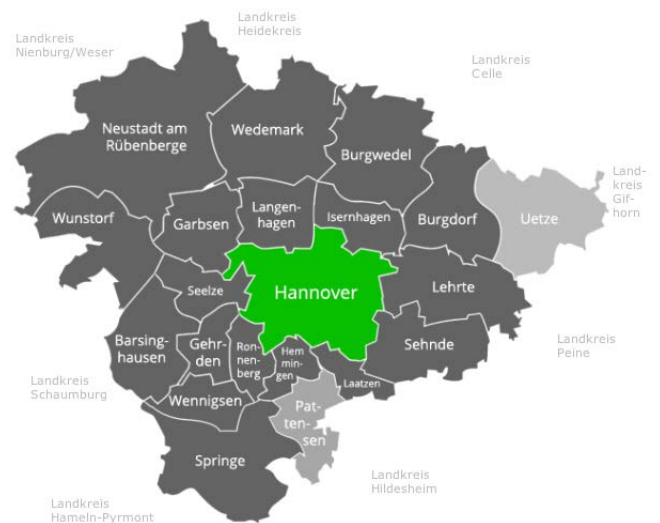 Landkreis
Heidekreis
Landkreis
Nienburg/Weser
Landkreis
Celle
Neustadt am
Rübenberge
Wedemark
Burgwedel
Land-
kreis
Gif-
horn
Wunstorf
Garbsen
Langen-
hagen
Isernhagen
Burgdorf
Uetze
Seelze
Hannover
Lehrte
Barsing-
hausen
Gehr-
den
Ron-
nen-
berg
Hem
min-
gen
Sehnde
Landkreis
Peine
Laatzen
Landkreis
Schaumburg
Wennigsen
Pat-
ten-
sen
Springe
Landkreis
Hildesheim
Landkreis
Hameln-Pyrmont